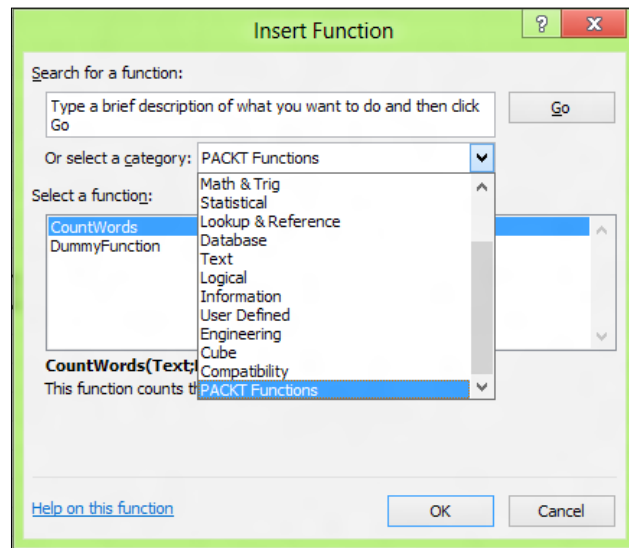 Insert Function
? x
Search for a function:
Type a brief description of what you want to do and then click
Go
Go
Or select a category: PACKT Functions
Math & Trig
Statistical
Lookup & Reference
Database
Text
Logical
Information
User Defined
Engineering
Cube
Compatibility
PACKT Functions
Select a function:
CountWords
DummyFunction
CountWords(Text;
This function counts
Help on this function
OK
Cancel